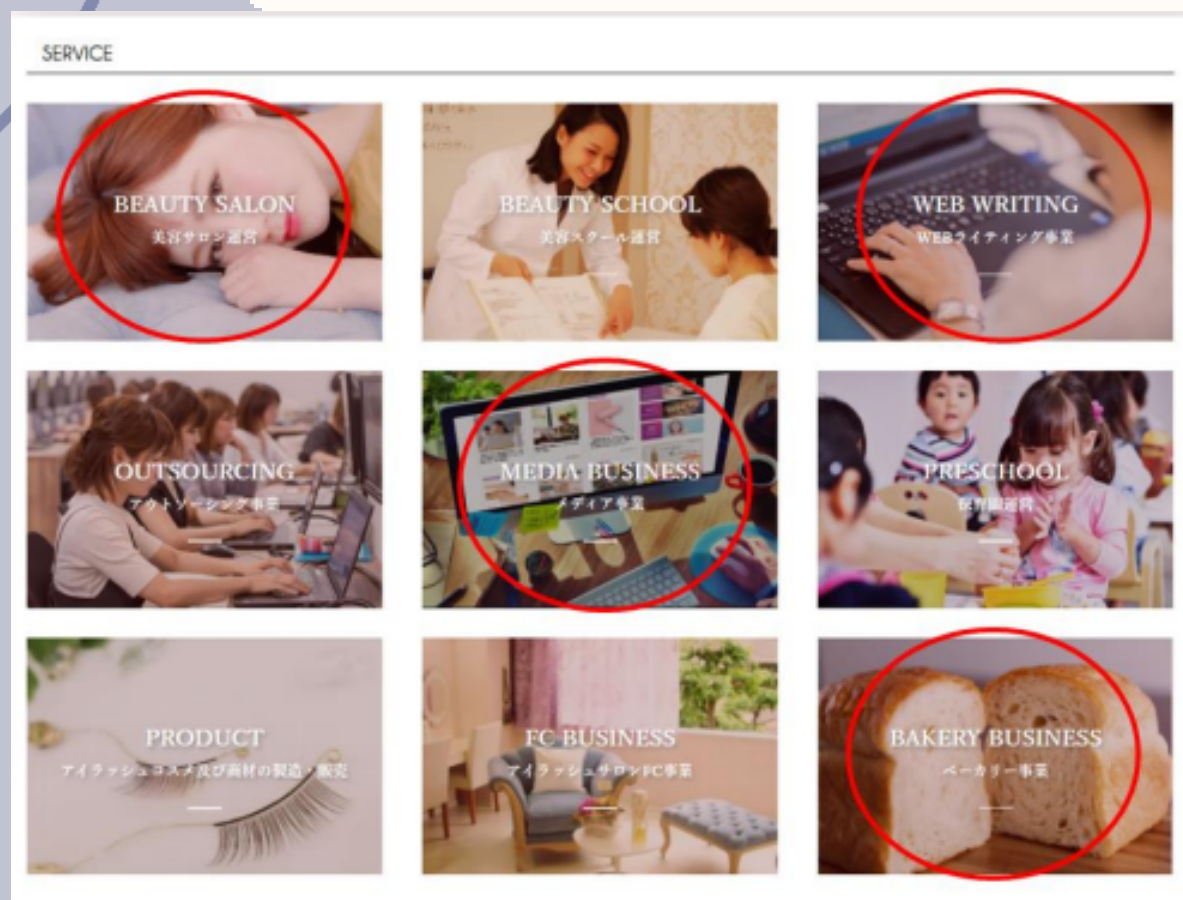 SERVICE
BEAUTY SALON
美容サロン運営
BEAUTY SCHOOL
美容スクール運営
WEB WRITING
WEBライティング事業
OUTSOURCING
アウトソーシング事業
MEDIA BUSINESS
メディア事業
PRESCHOOL
保育園運営
PRODUCT
アイラッシュコスメ及び商材の製造・販売
FC BUSINESS
アイラッシュサロンFC事業
BAKERY BUSINESS
ベーカリー事業